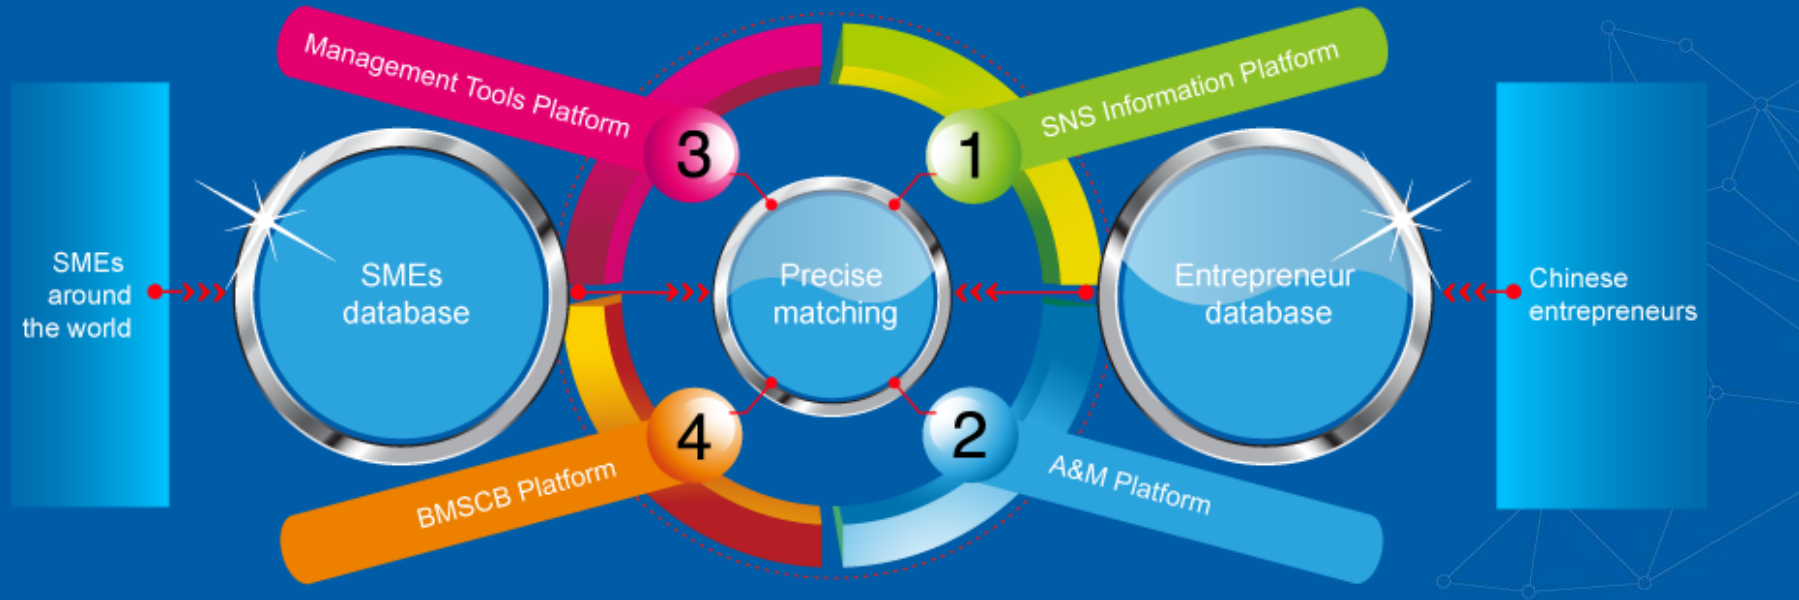 Management Tools Platform
3
1
SNS Information Platform
SMEs
around
the world
SMEs
database
Precise
matching
Entrepreneur
database
Chinese
entrepreneurs
4
BMSCB Platform
2
A&M Platform